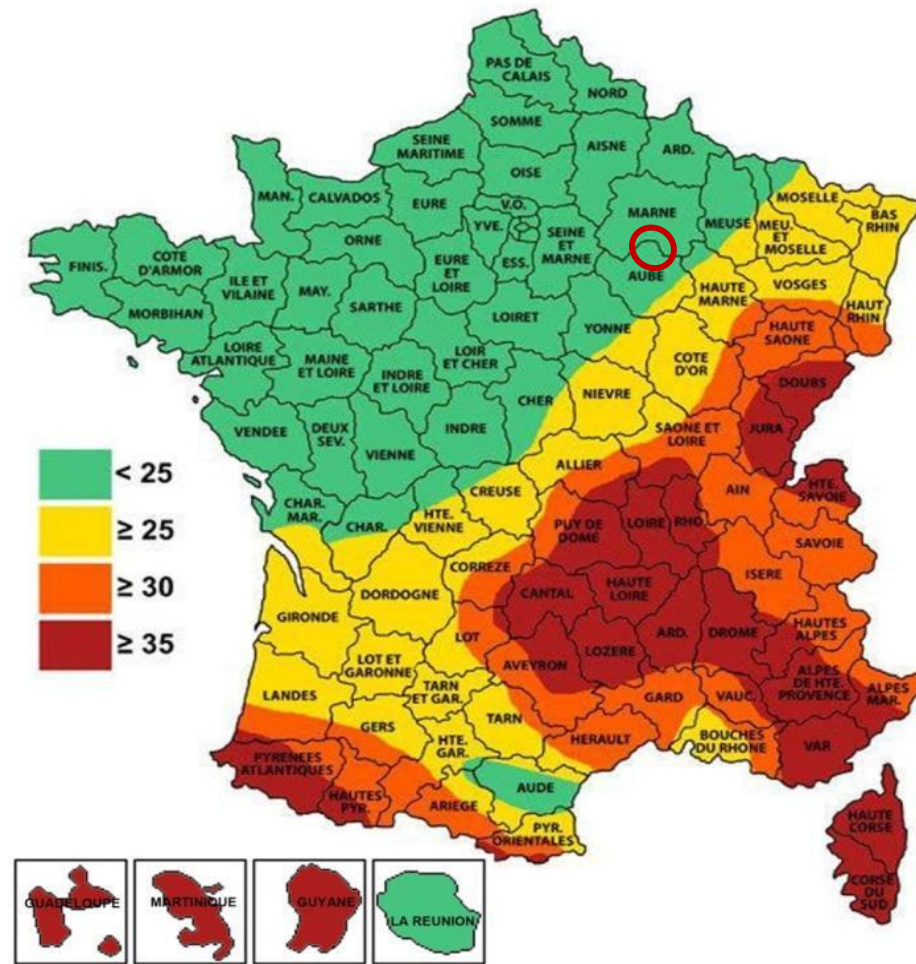 PAS DE
CALAIS
NORD
SOMME
SEINE
MARITIME
AISNE
ARD.
OISE
MAN.
CALVADOS
EURE
V.O.
MARNE
MEUSE
MOSELLE
BAS
RHIN
YVE.
SEINE
ET
MARNE
MEU.
ET
MOSELLE
ORNE
FINIS.
COTE
D'ARMOR
ILE ET
VILAINE
MAY.
EURE
ET
LOIR
ESS.
AUBE
HAUTE
MARNE
VOSGES
HAUT
RHIN
MORBIHAN
SARTHE
LOIRET
YONNE
HAUTE
SAONE
LOIRE
ATLANTIQUE
MAINE
ET LOIRE
INDRE
ET LOIRE
LOIR
ET CHER
CHER
NIEVRE
COTE
D'OR
DOUBS
VENDEE
DEUX
SEV.
VIENNE
INDRE
SAONE ET
LOIRE
JURA
ALLIER
< 25
CHAR.
MAR.
CHAR.
HTE.
VIENNE
CREUSE
AIN
HTE.
SAVOIE
≥ 25
PUY DE
DOME
LOIRE
RHO.
SAVOIE
CORREZE
ISERE
≥ 30
DORDOGNE
CANTAL
HAUTE
LOIRE
GIRONDE
LOT
HAUTES
ALPES
≥ 35
AVEYRON
LOZERE
ARD.
DROME
LOT ET
GARONNE
ALPES
DE HTE.
PROVENCE
ALPES
MAR.
LANDES
TARN
ET GAR.
GARD
VAUC.
GERS
TARN
HERAULT
BOUCHES
DU RHONE
VAR
HTE.
GAR.
PYRENEES
ATLANTIQUES
HAUTES
PYR.
ARIEGE
AUDE
PYR.
ORIENTALES
HAUTE
CORSE
CORSE
DU
SUD
GUADELOUPE
MARTINIQUE
GUYANE
LA REUNION